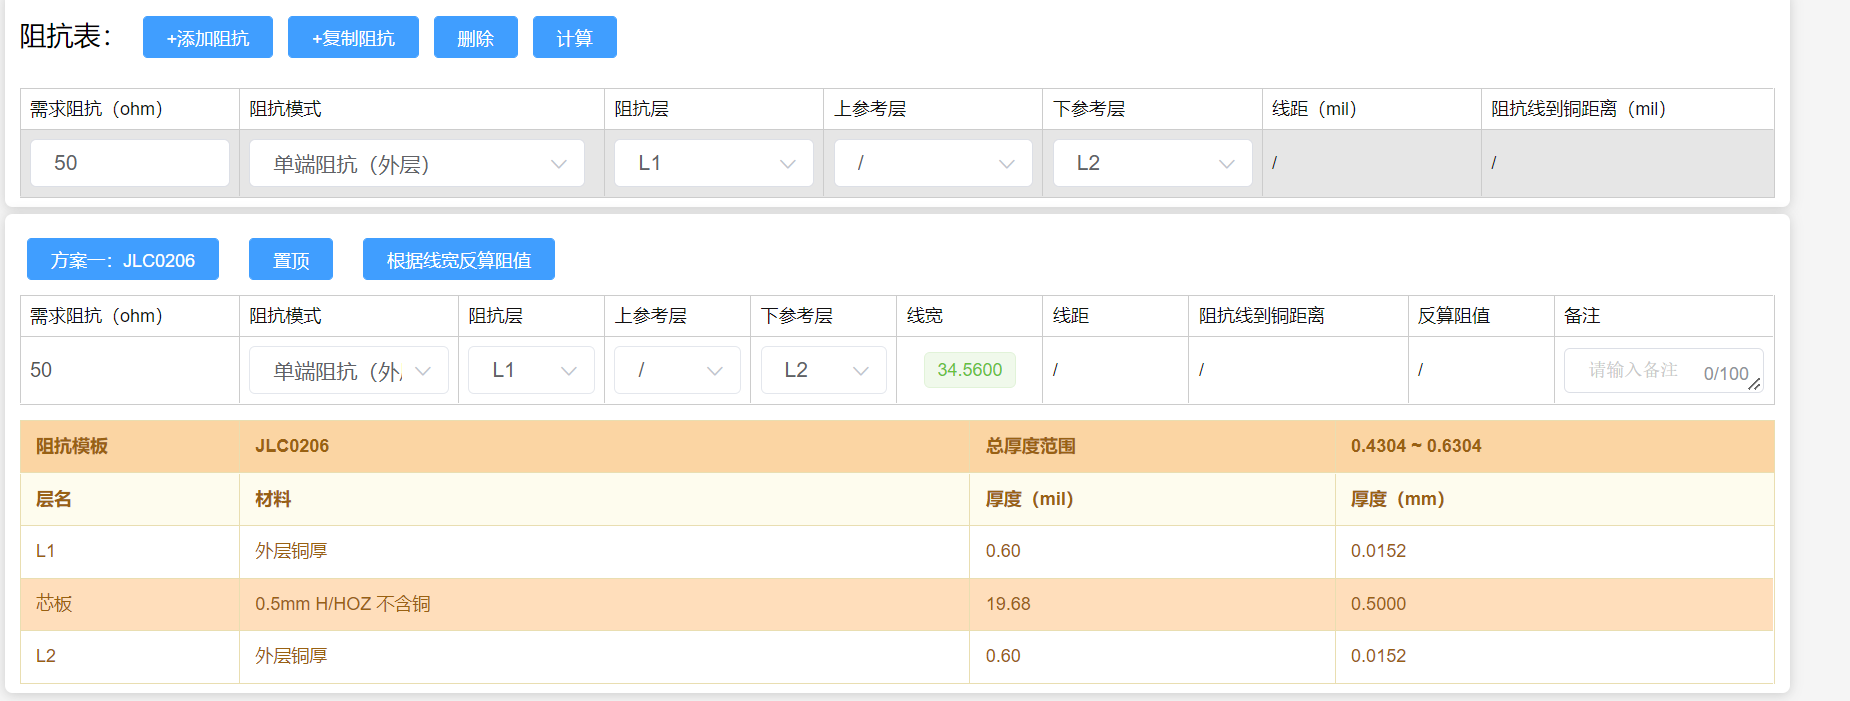 阻抗表：
+添加阻抗
+复制阻抗
删除
计算
需求阻抗（ohm） 阻抗模式 阻抗层 上参考层 下参考层 线距（mil） 阻抗线到铜距离（mil）
50 单端阻抗（外层） L1 / L2 / /
方案一：JLC0206
置顶
根据线宽反算阻值
需求阻抗（ohm） 阻抗模式 阻抗层 上参考层 下参考层 线宽 线距 阻抗线到铜距离 反算阻值 备注
50 单端阻抗（外 L1 / L2 34.5600 / / / 请输入备注 0/100
阻抗模板 JLC0206 总厚度范围 0.4304 ~ 0.6304
层名 材料 厚度（mil） 厚度（mm）
L1 外层铜厚 0.60 0.0152
芯板 0.5mm H/HOZ 不含铜 19.68 0.5000
L2 外层铜厚 0.60 0.0152